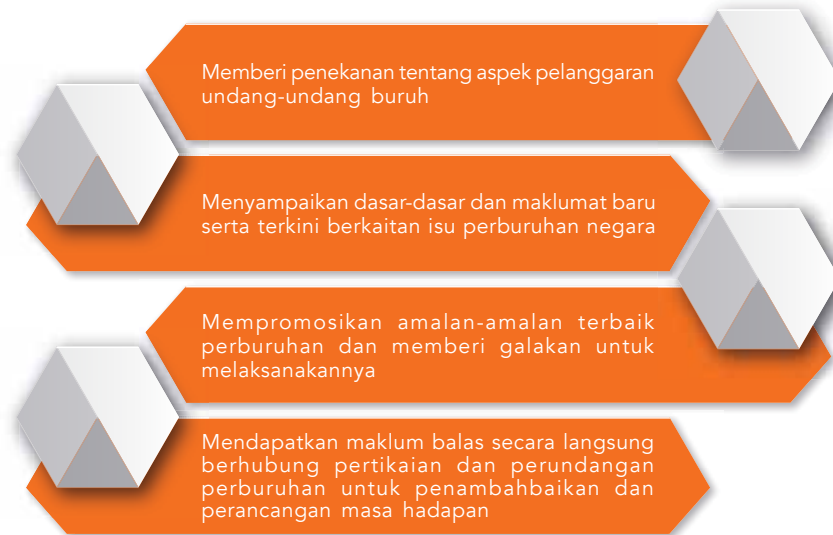 Memberi penekanan tentang aspek pelanggaran
undang-undang buruh
Menyampaikan dasar-dasar dan maklumat baru
serta terkini berkaitan isu perburuhan negara
Mempromosikan amalan-amalan terbaik
perburuhan dan memberi galakan untuk
melaksanakannya
Mendapatkan maklum balas secara langsung
berhubung pertikaian dan perundangan
perburuhan untuk penambahbaikan dan
perancangan masa hadapan